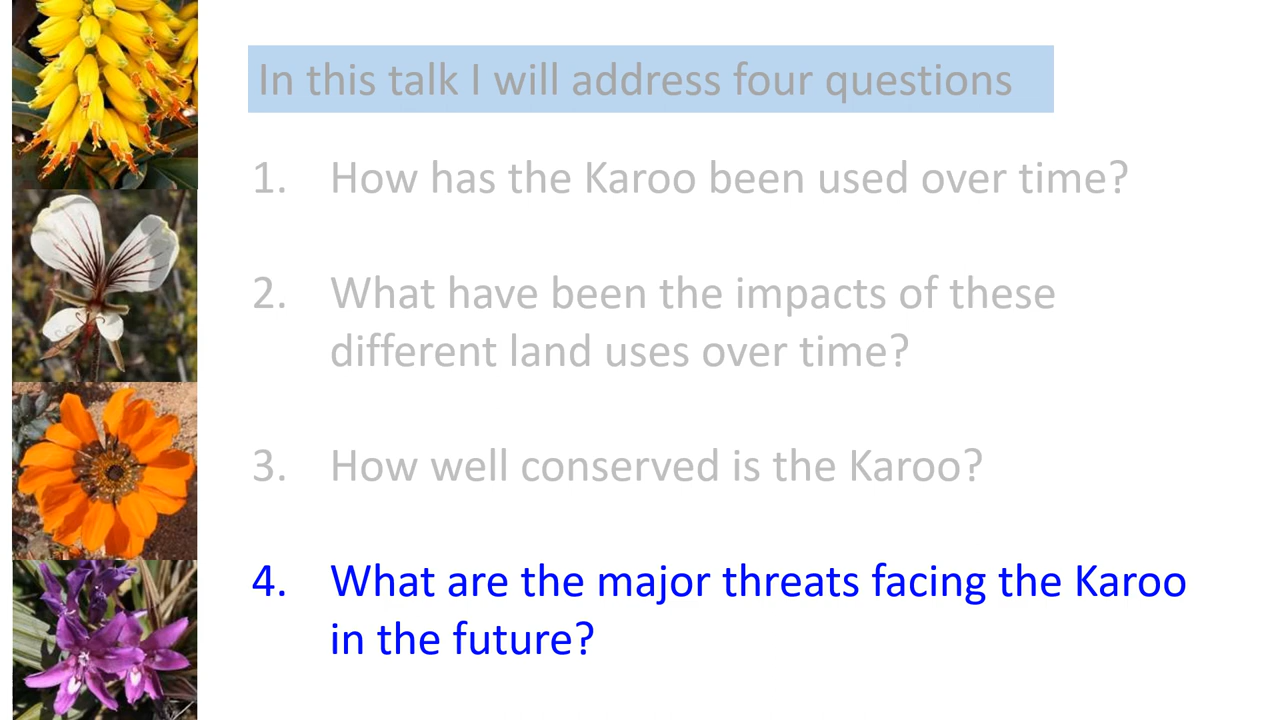 In this talk I will address four questions
1. How has the Karoo been used over time?
2. What have been the impacts of these
different land uses over time?
3. How well conserved is the Karoo?
4. What are the major threats facing the Karoo
in the future?